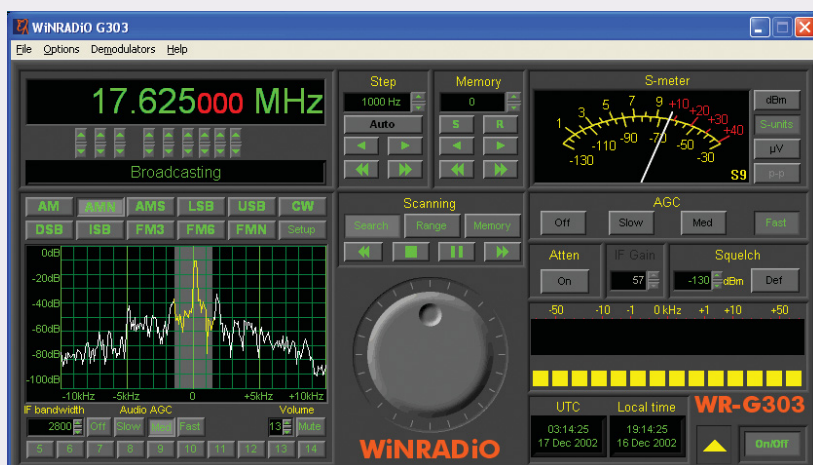 WiNRADiO G303
File Options Demodulators Help
17.625000 MHz
Broadcasting
Step
1000 Hz
Auto
Memory
0
S R
S-meter
1 3 5 7 9 +10 +20 +30 +40
-130 -110 -90 -70 -50 -30
S9
dBm
S-units
µV
p-p
AM AMN AMS LSB USB CW
DSB ISB FM3 FM6 FMN Setup
Scanning
Search Range Memory
AGC
Off Slow Med Fast
Atten
On
IF Gain
57
Squelch
-130 dBm Def
0dB
-20dB
-40dB
-60dB
-80dB
-100dB
-10kHz -5kHz 0 +5kHz +10kHz
-50 -10 -1 0 kHz +1 +10 +50
IF bandwidth Audio AGC Volume
2800 Off Slow Med Fast 13 Mute
5 6 7 8 9 10 11 12 13 14
WiNRADiO
UTC
03:14:25
17 Dec 2002
Local time
19:14:25
16 Dec 2002
WR-G303
On/Off